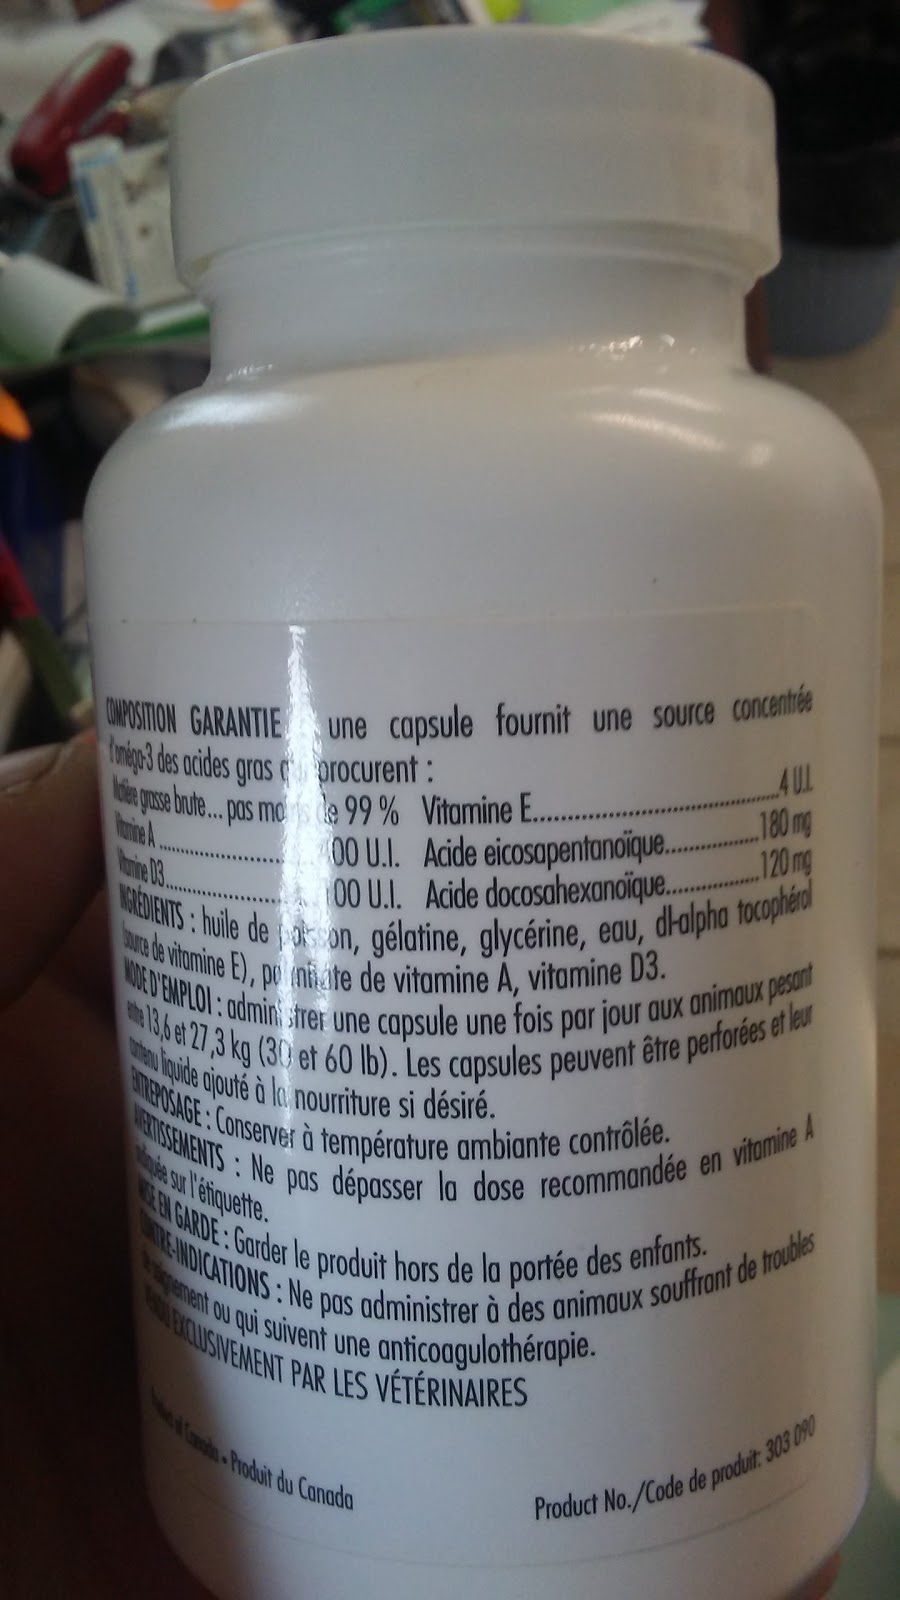 COMPOSITION GARANTIE une capsule fournit une source concentrée
d'oméga-3 des acides gras procurent :
Matière grasse brute... pas de 99 % Vitamine E..............................4 U.I.
Vitamine A .................... 00 U.I. Acide eicosapentanoïque..............180 mg
Vitamine D3.................... 00 U.I. Acide docosahexanoïque..............120 mg
INGRÉDIENTS : huile de poisson, gélatine, glycérine, eau, dl-alpha tocophérol
(source de vitamine E), palmitate de vitamine A, vitamine D3.
MODE D'EMPLOI : administrer une capsule une fois par jour aux animaux pesant
entre 13,6 et 27,3 kg (30 et 60 lb). Les capsules peuvent être perforées et leur
contenu liquide ajouté à la nourriture si désiré.
ENTREPOSAGE : Conserver à température ambiante contrôlée.
AVERTISSEMENTS : Ne pas dépasser la dose recommandée en vitamine A
indiquée sur l'étiquette.
MISE EN GARDE : Garder le produit hors de la portée des enfants.
CONTRE-INDICATIONS : Ne pas administrer à des animaux souffrant de troubles
de saignement ou qui suivent une anticoagulothérapie.
VENDU EXCLUSIVEMENT PAR LES VÉTÉRINAIRES
Product of Canada • Produit du Canada
Product No./Code de produit: 303 090